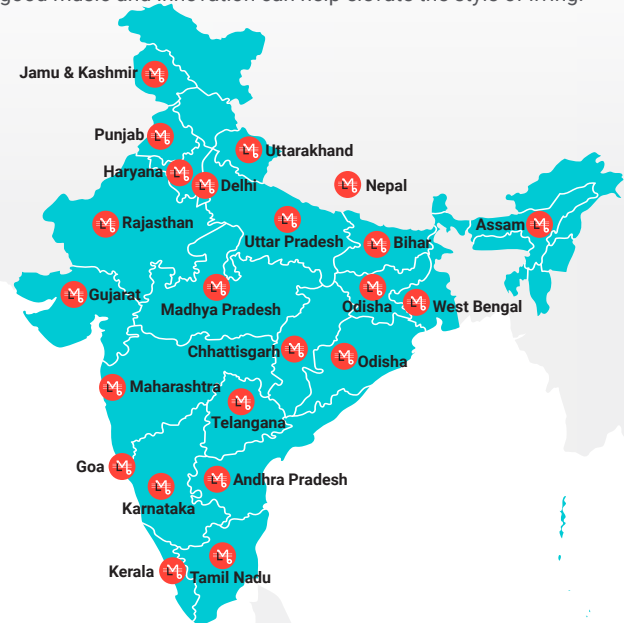 good music and innovation can help elevate the style of living.
Jamu & Kashmir
Punjab
Uttarakhand
Haryana
Delhi
Nepal
Rajasthan
Assam
Uttar Pradesh
Bihar
Gujarat
Madhya Pradesh
Odisha
West Bengal
Chhattisgarh
Odisha
Maharashtra
Telangana
Goa
Andhra Pradesh
Karnataka
Kerala
Tamil Nadu